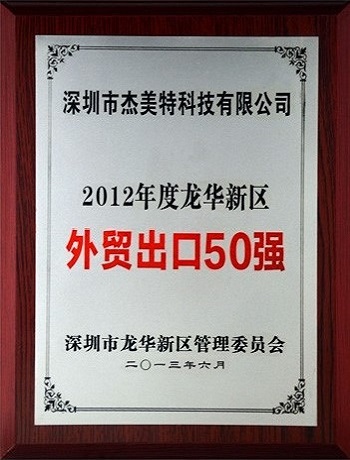 深圳市杰美特科技有限公司
2012年度龙华新区
外贸出口50强
深圳市龙华新区管理委员会
二〇一三年六月